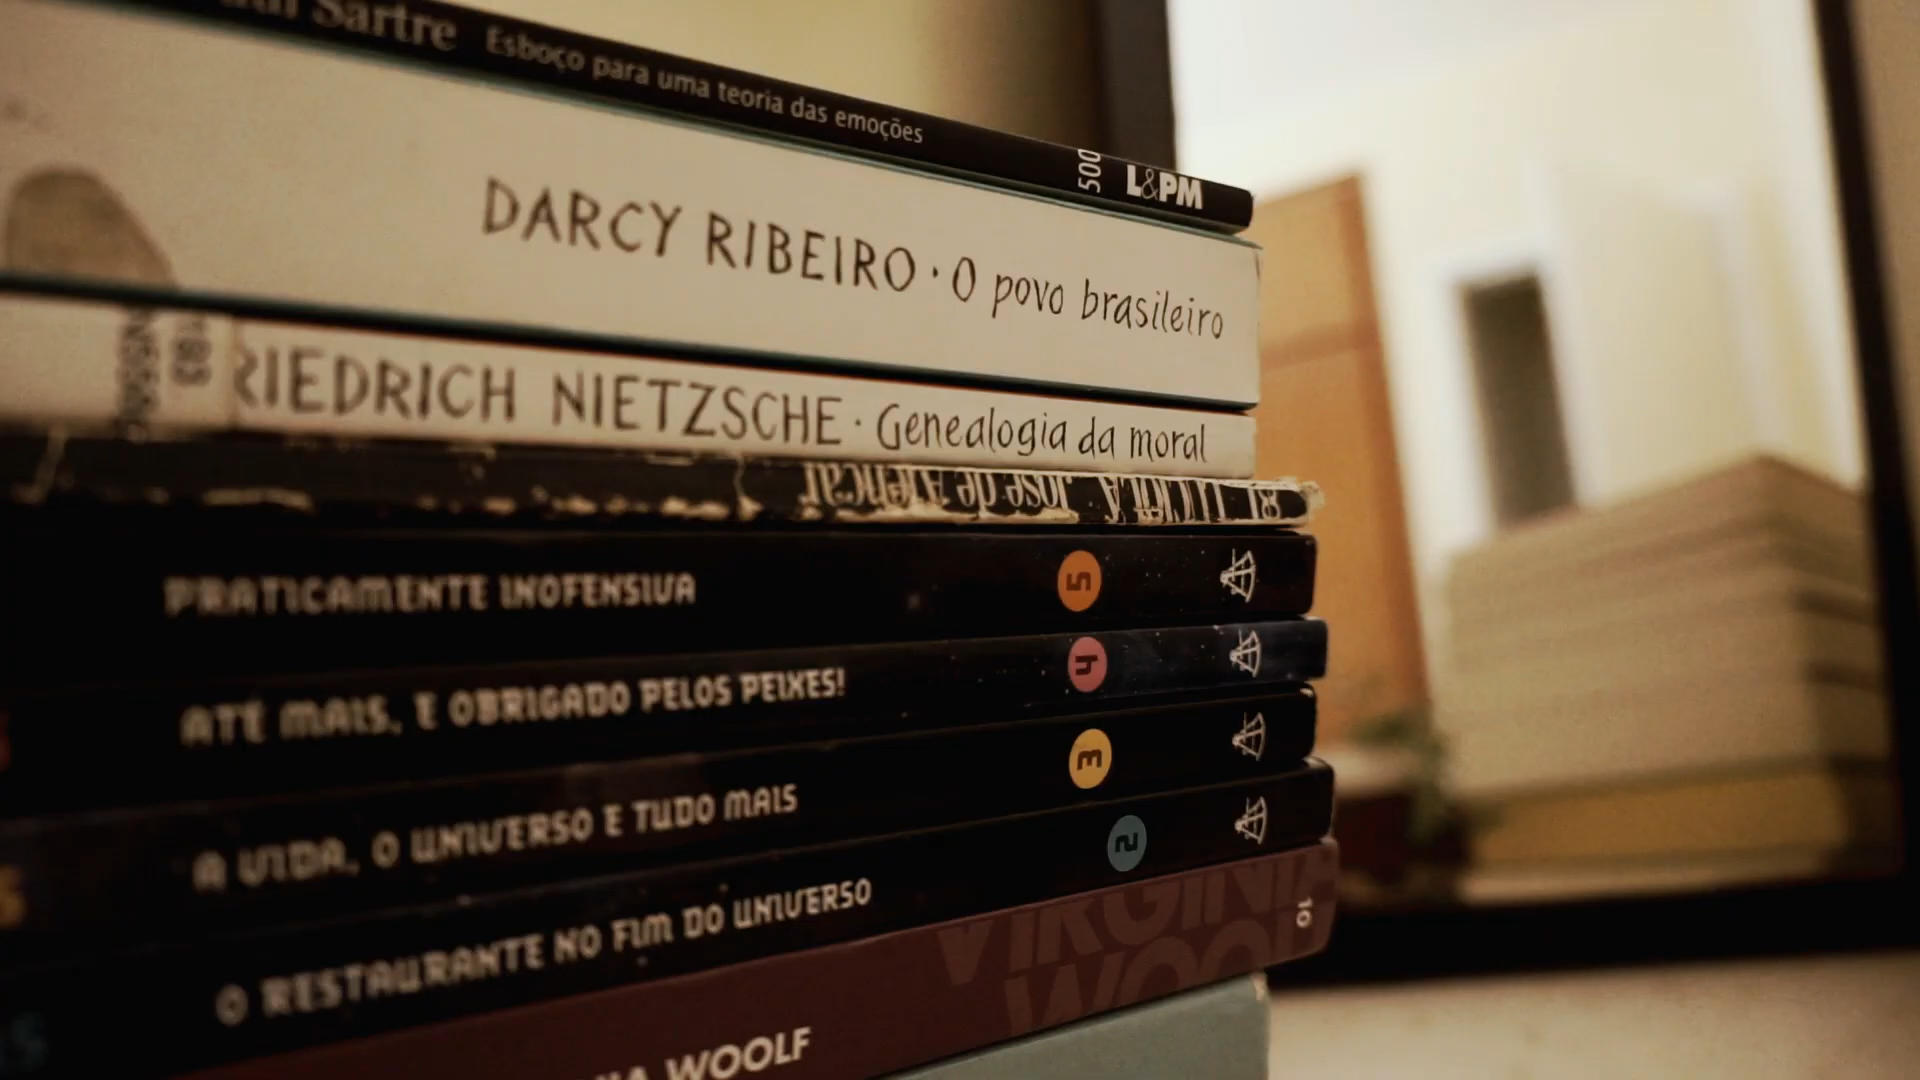 Sartre Esboço para uma teoria das emoções 500 L&PM
DARCY RIBEIRO · O povo brasileiro
RIEDRICH NIETZSCHE · Genealogia da moral
José de Alencar
PRATICAMENTE INOFENSIVA 5
ATÉ MAIS, E OBRIGADO PELOS PEIXES! 4
A VIDA, O UNIVERSO E TUDO MAIS 3
O RESTAURANTE NO FIM DO UNIVERSO 2
VIRGINIA
WOOLF
10
WOOLF